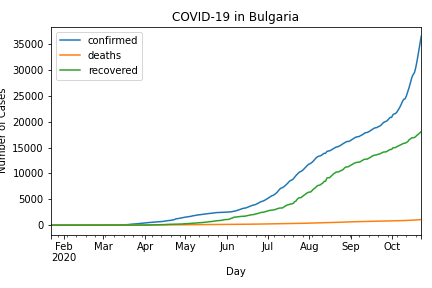 COVID-19 in Bulgaria
confirmed
deaths
recovered
35000
30000
25000
20000
15000
10000
5000
0
Number of Cases
Feb Mar Apr May Jun Jul Aug Sep Oct
2020
Day